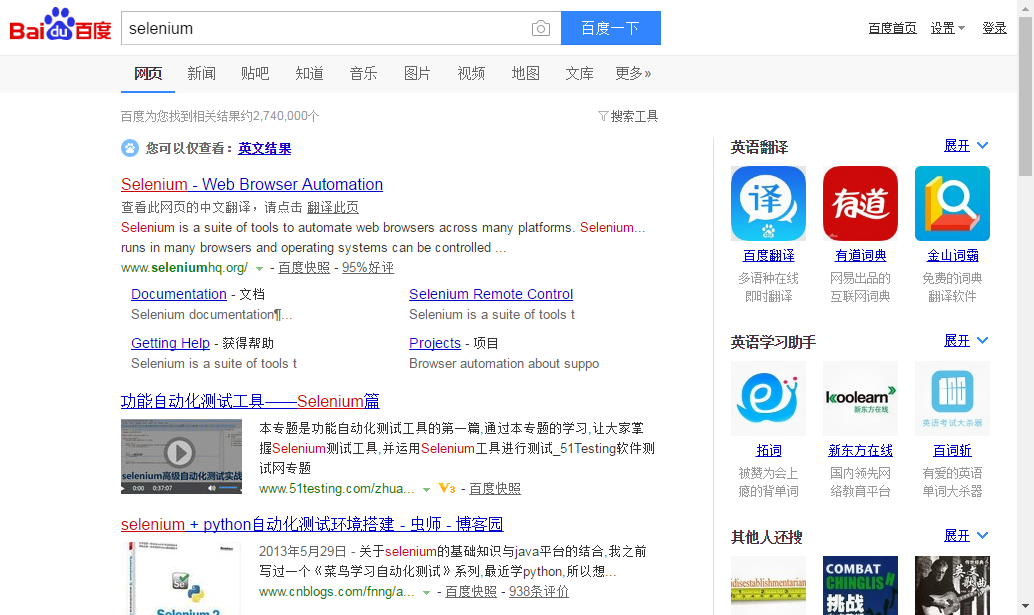 Bai du 百度
selenium
百度一下
百度首页 设置 登录
网页 新闻 贴吧 知道 音乐 图片 视频 地图 文库 更多»
百度为您找到相关结果约2,740,000个
搜索工具
您可以仅查看：英文结果
Selenium - Web Browser Automation
查看此网页的中文翻译，请点击 翻译此页
Selenium is a suite of tools to automate web browsers across many platforms. Selenium...
runs in many browsers and operating systems can be controlled ...
www.seleniumhq.org/ - 百度快照 - 95%好评
Documentation - 文档
Selenium documentation¶...
Selenium Remote Control
Selenium is a suite of tools t
Getting Help - 获得帮助
Selenium is a suite of tools t
Projects - 项目
Browser automation about suppo
功能自动化测试工具——Selenium篇
selenium高级自动化测试实战
0:00 0:37:07
本专题是功能自动化测试工具的第一篇,通过本专题的学习,让大家掌
握Selenium测试工具,并运用Selenium工具进行测试_51Testing软件测
试网专题
www.51testing.com/zhua... V3 - 百度快照
selenium + python自动化测试环境搭建 - 虫师 - 博客园
Se
Selenium 2
2013年5月29日 - 关于selenium的基础知识与java平台的结合,我之前
写过一个《菜鸟学习自动化测试》系列,最近学python,所以想...
www.cnblogs.com/fnng/a... - 百度快照 - 938条评价
英语翻译 展开
译
有道
百度翻译 有道词典 金山词霸
多语种在线 网易出品的 免费的词典
即时翻译 互联网词典 翻译软件
英语学习助手 展开
koolearn
新东方在线
英语考试大杀器
拓词 新东方在线 百词斩
被赞为会上 国内领先网 有爱的英语
瘾的背单词 络教育平台 单词大杀器
其他人还搜 展开
disestablishmentarian
COMBAT
CHINGLISH
挑战
英文歌曲